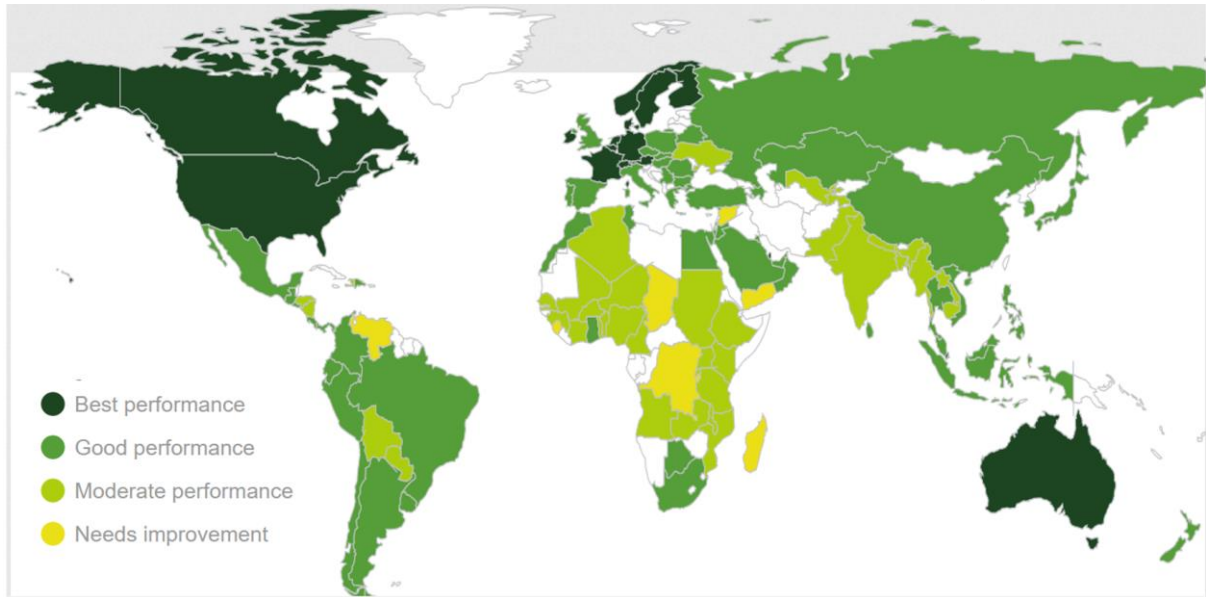 Best performance
Good performance
Moderate performance
Needs improvement